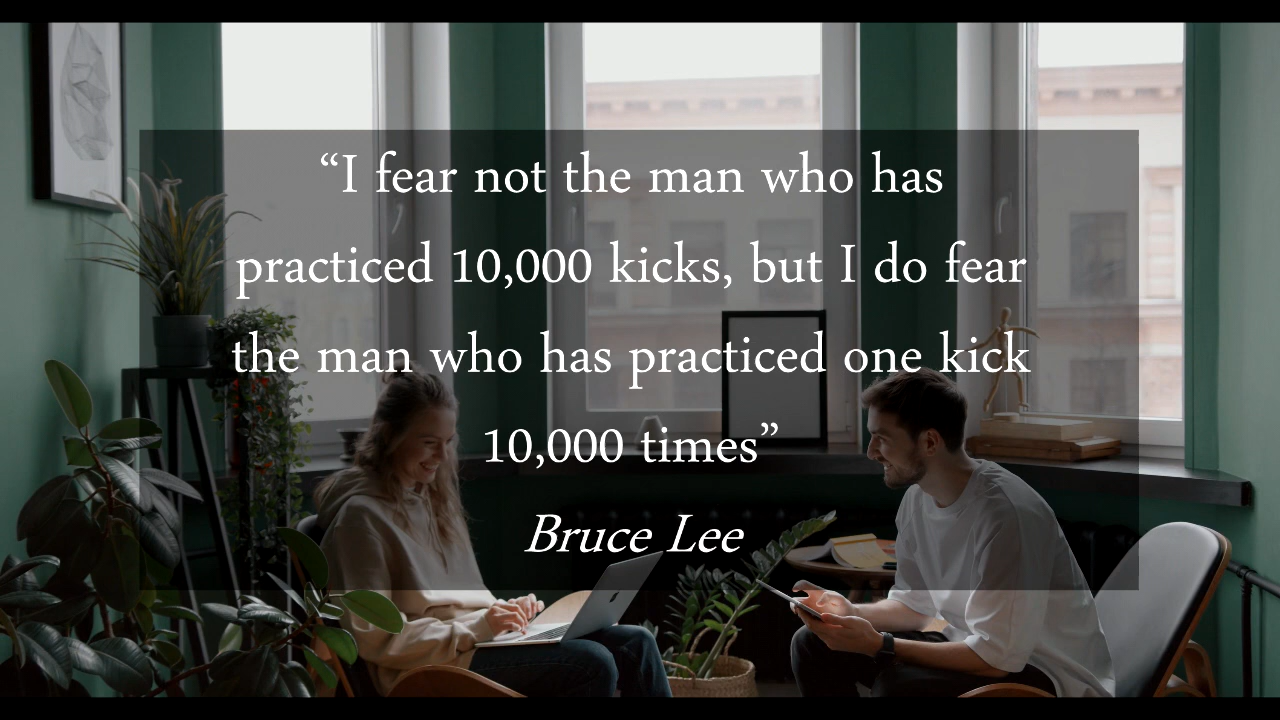 “I fear not the man who has
practiced 10,000 kicks, but I do fear
the man who has practiced one kick
10,000 times”
Bruce Lee